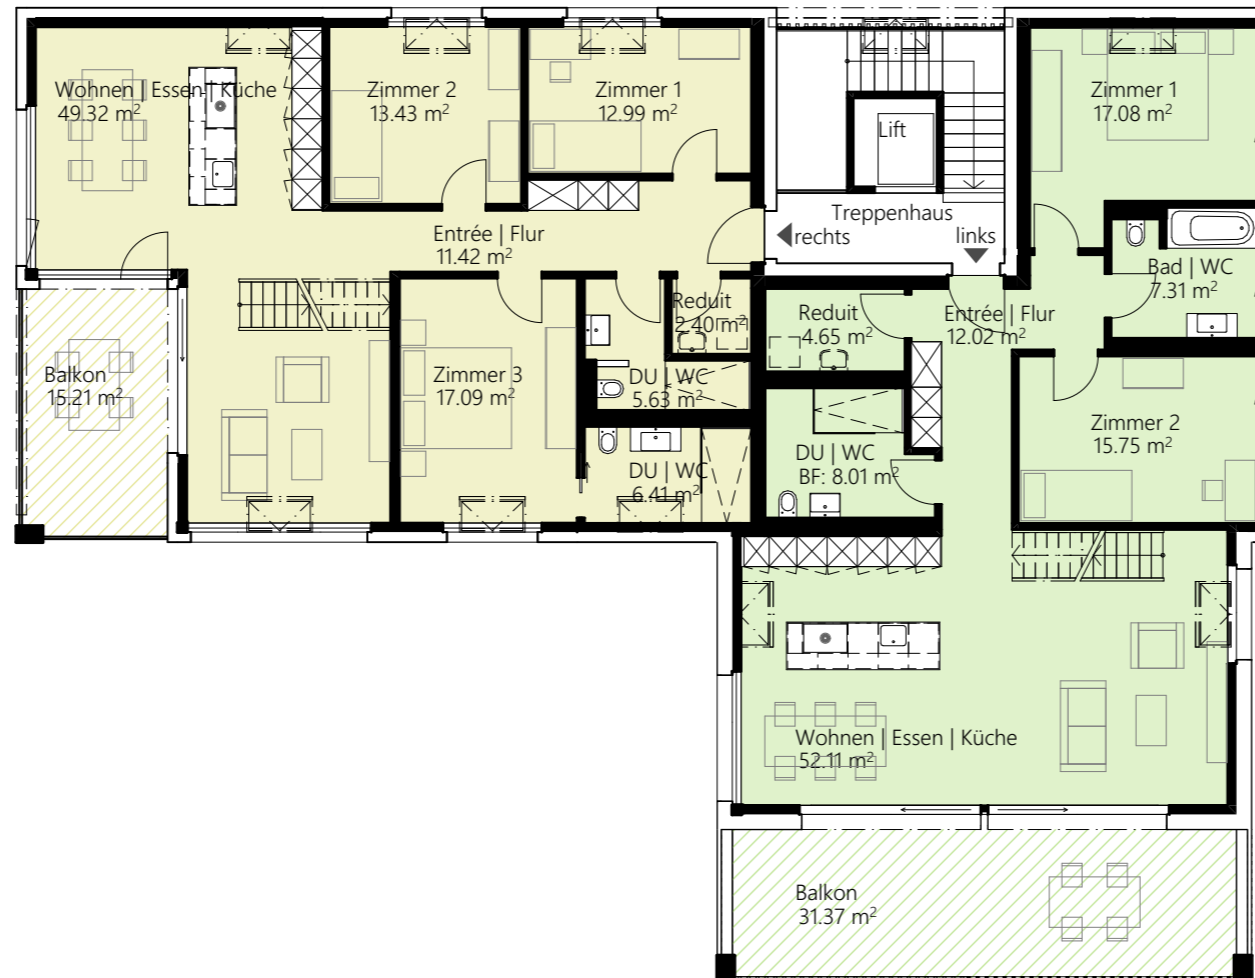 Wohnen | Essen | Küche
49.32 m²
Zimmer 2
13.43 m²
Zimmer 1
12.99 m²
Lift
Zimmer 1
17.08 m²
Treppenhaus
rechts
links
Entrée | Flur
11.42 m²
Bad | WC
7.31 m²
Reduit
2.40 m²
Reduit
4.65 m²
Entrée | Flur
12.02 m²
Balkon
15.21 m²
Zimmer 3
17.09 m²
DU | WC
5.63 m²
Zimmer 2
15.75 m²
DU | WC
6.41 m²
DU | WC
BF: 8.01 m²
Wohnen | Essen | Küche
52.11 m²
Balkon
31.37 m²